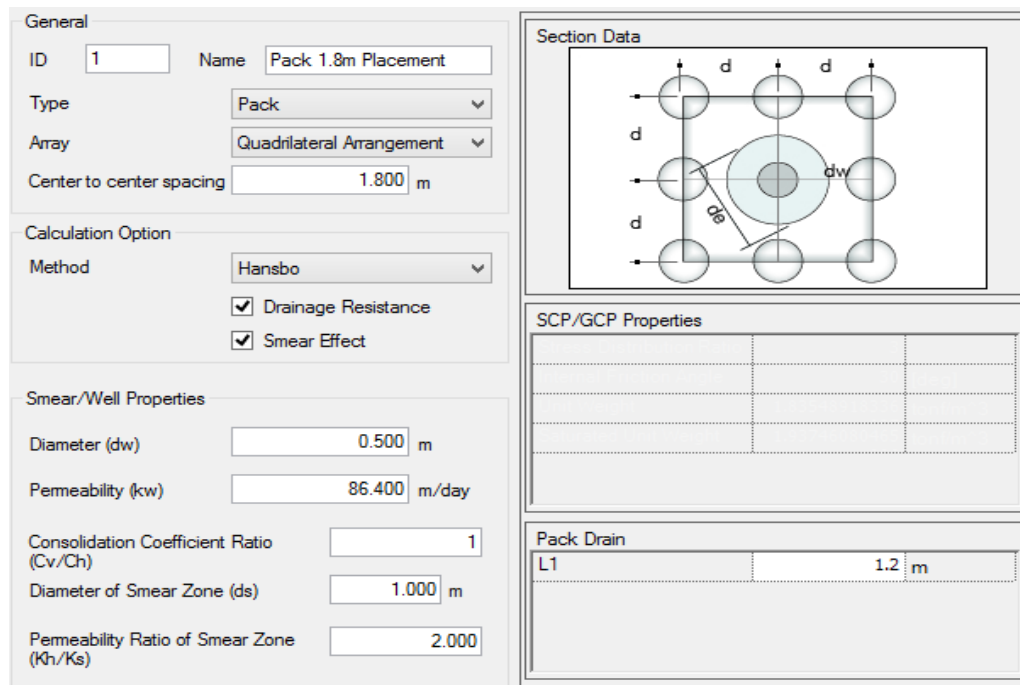 General
ID 1 Name Pack 1.8m Placement
Type Pack
Array Quadrilateral Arrangement
Center to center spacing 1.800 m
Calculation Option
Method Hansbo
Drainage Resistance
Smear Effect
Smear/Well Properties
Diameter (dw) 0.500 m
Permeability (kw) 86.400 m/day
Consolidation Coefficient Ratio
(Cv/Ch) 1
Diameter of Smear Zone (ds) 1.000 m
Permeability Ratio of Smear Zone
(Kh/Ks) 2.000
Section Data
d d
d
dw
de
d
SCP/GCP Properties
Pack Drain
L1 1.2 m